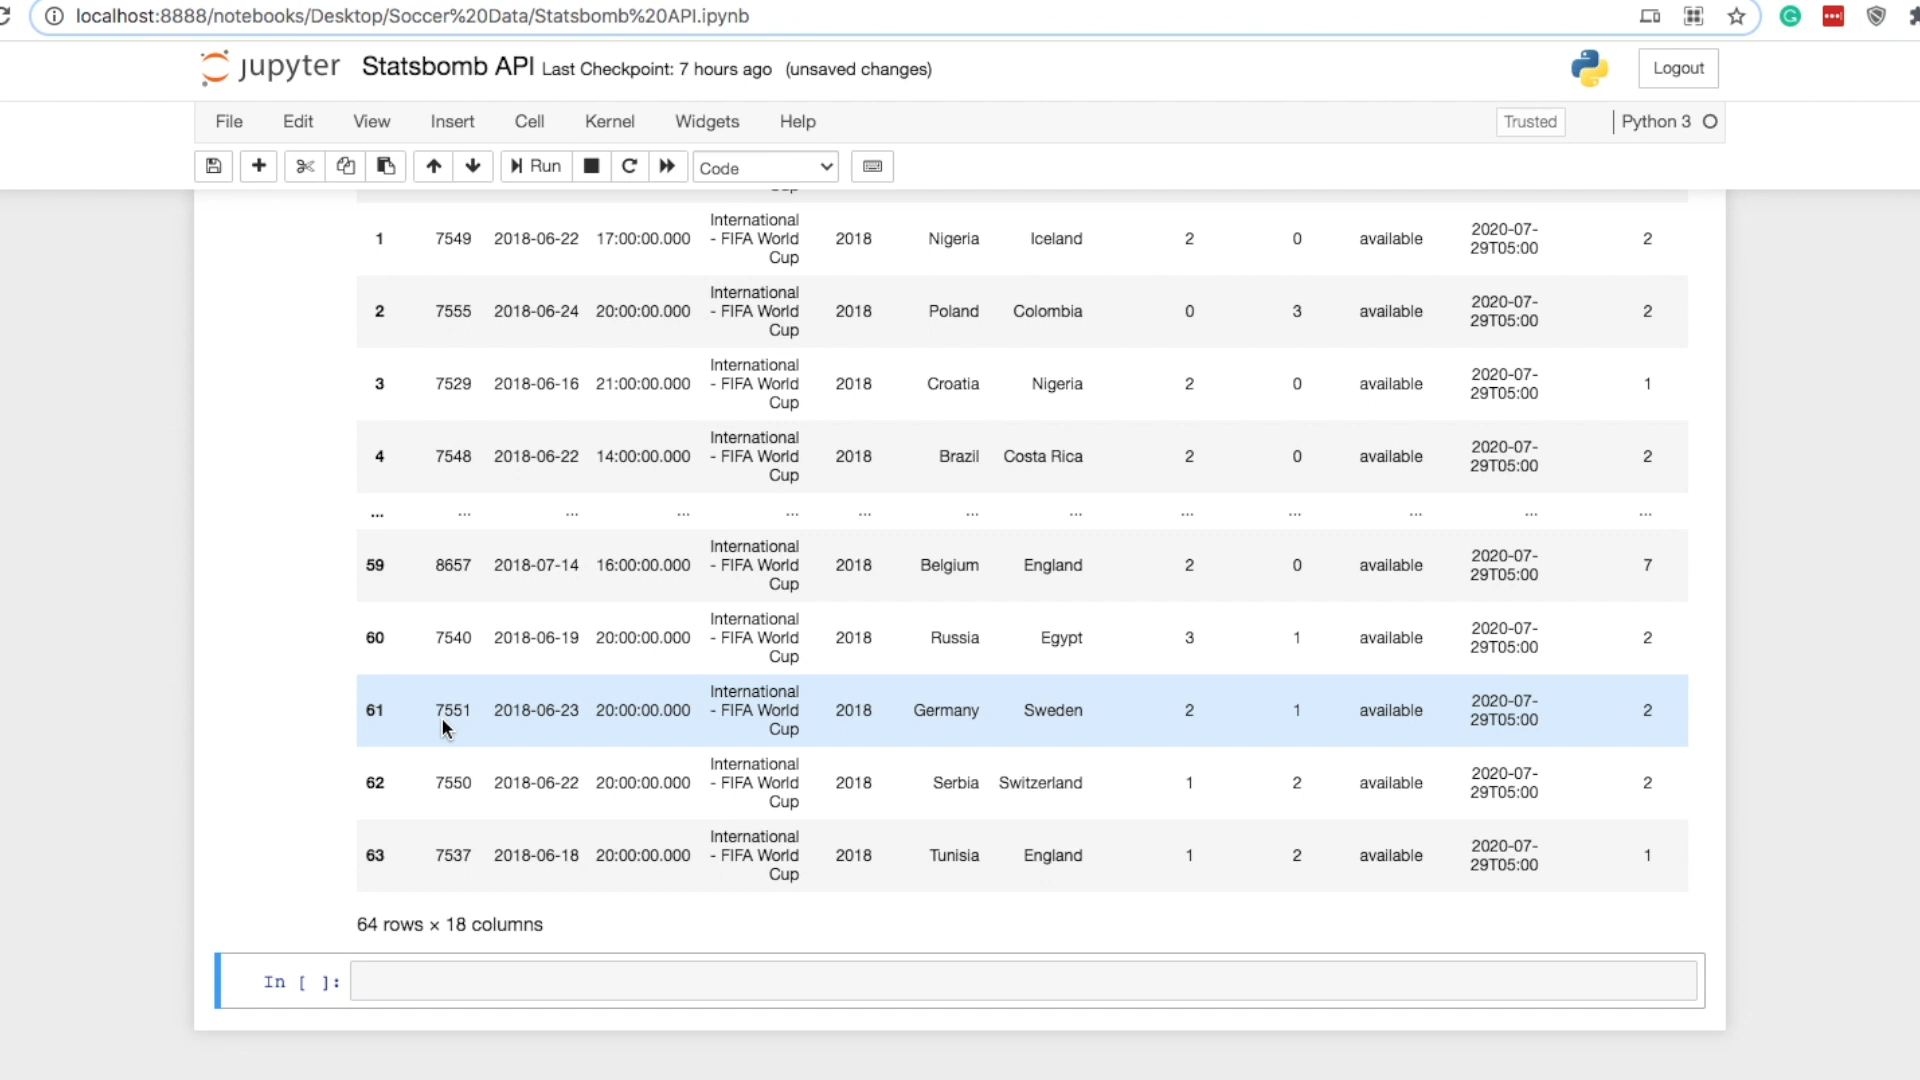 localhost:8888/notebooks/Desktop/Soccer%20Data/Statsbomb%20API.ipynb
jupyter Statsbomb API Last Checkpoint: 7 hours ago (unsaved changes) Logout
File Edit View Insert Cell Kernel Widgets Help Trusted Python 3
Run Code
Cup
International
- FIFA World
Cup
1 7549 2018-06-22 17:00:00.000 2018 Nigeria Iceland 2 0 available 2020-07-
29T05:00 2
International
- FIFA World
Cup
2 7555 2018-06-24 20:00:00.000 2018 Poland Colombia 0 3 available 2020-07-
29T05:00 2
International
- FIFA World
Cup
3 7529 2018-06-16 21:00:00.000 2018 Croatia Nigeria 2 0 available 2020-07-
29T05:00 1
International
- FIFA World
Cup
4 7548 2018-06-22 14:00:00.000 2018 Brazil Costa Rica 2 0 available 2020-07-
29T05:00 2
... ... ... ... ... ... ... ... ... ... ... ... ...
International
- FIFA World
Cup
59 8657 2018-07-14 16:00:00.000 2018 Belgium England 2 0 available 2020-07-
29T05:00 7
International
- FIFA World
Cup
60 7540 2018-06-19 20:00:00.000 2018 Russia Egypt 3 1 available 2020-07-
29T05:00 2
International
- FIFA World
Cup
61 7551 2018-06-23 20:00:00.000 2018 Germany Sweden 2 1 available 2020-07-
29T05:00 2
International
- FIFA World
Cup
62 7550 2018-06-22 20:00:00.000 2018 Serbia Switzerland 1 2 available 2020-07-
29T05:00 2
International
- FIFA World
Cup
63 7537 2018-06-18 20:00:00.000 2018 Tunisia England 1 2 available 2020-07-
29T05:00 1
64 rows × 18 columns
In [ ]: